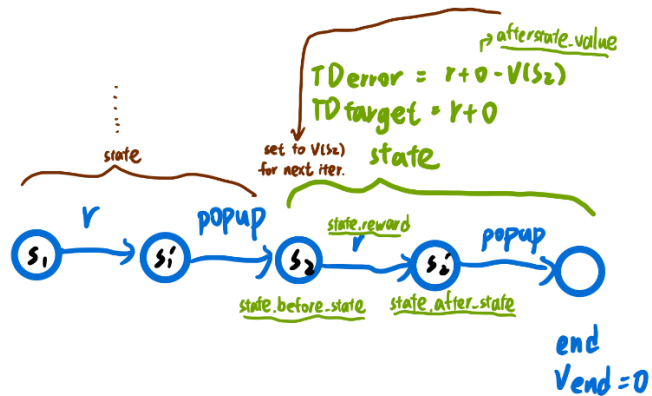 afterstate_value
TD error = r+0-V(S2)
TD target = r+0
set to V(S2)
for next iter.
state
state
r
popup
state.reward
r
popup
S1
S1'
S2
S2'
state.before_state
state.after_state
end
Vend=0